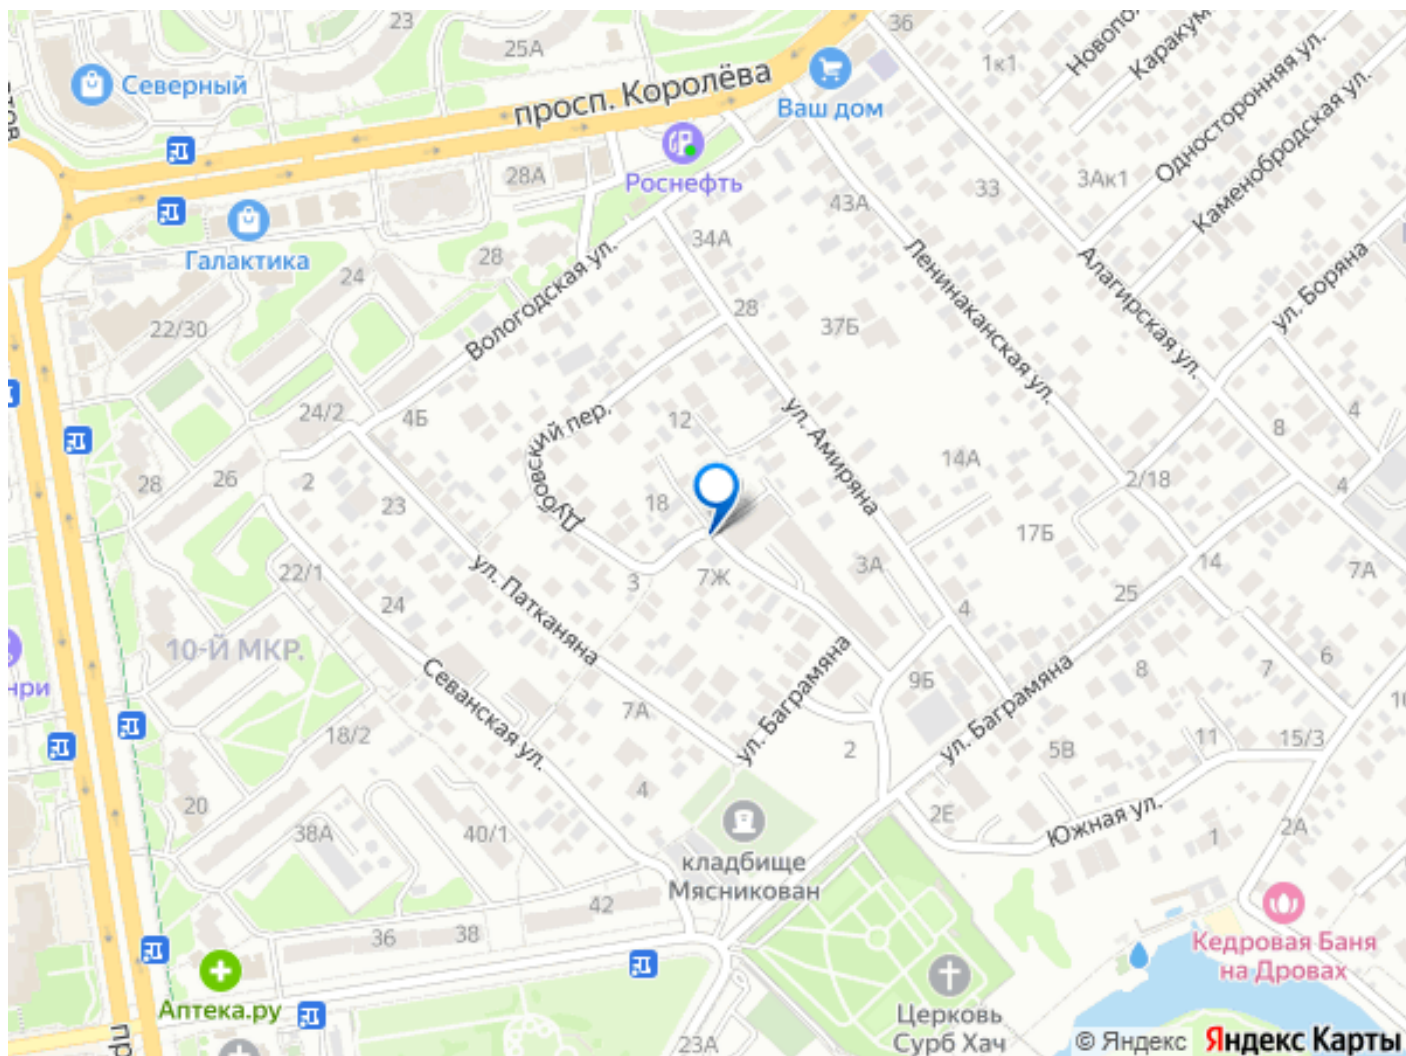 23
25А
36
1к1
Новопо
Каракум
Односторонняя ул.
Каменобродская ул.
Северный
просп. Королёва
Ваш дом
28А
Роснефть
43А
33
3Ак1
34А
Галактика
24
28
Вологодская ул.
Ленинаканская ул.
Алагирская ул.
ул. Боряна
22/30
28
37Б
24/2
4Б
Дубовский пер.
12
ул. Амиряна
4
8
14А
2/18
4
28
26
2
23
18
17Б
22/1
ул. Патканяна
3
7Ж
3А
14
7А
24
25
4
10-Й МКР.
нри
Севанская ул.
7А
ул. Баграмяна
9Б
ул. Баграмяна
8
7
6
18/2
2
5В
11
15/3
20
4
38А
40/1
2Е
Южная ул.
1
2А
кладбище
Мясникован
42
36
38
Кедровая Баня
на Дровах
Аптека.ру
Церковь
Сурб Хач
23А
пр
© Яндекс Яндекс Карты